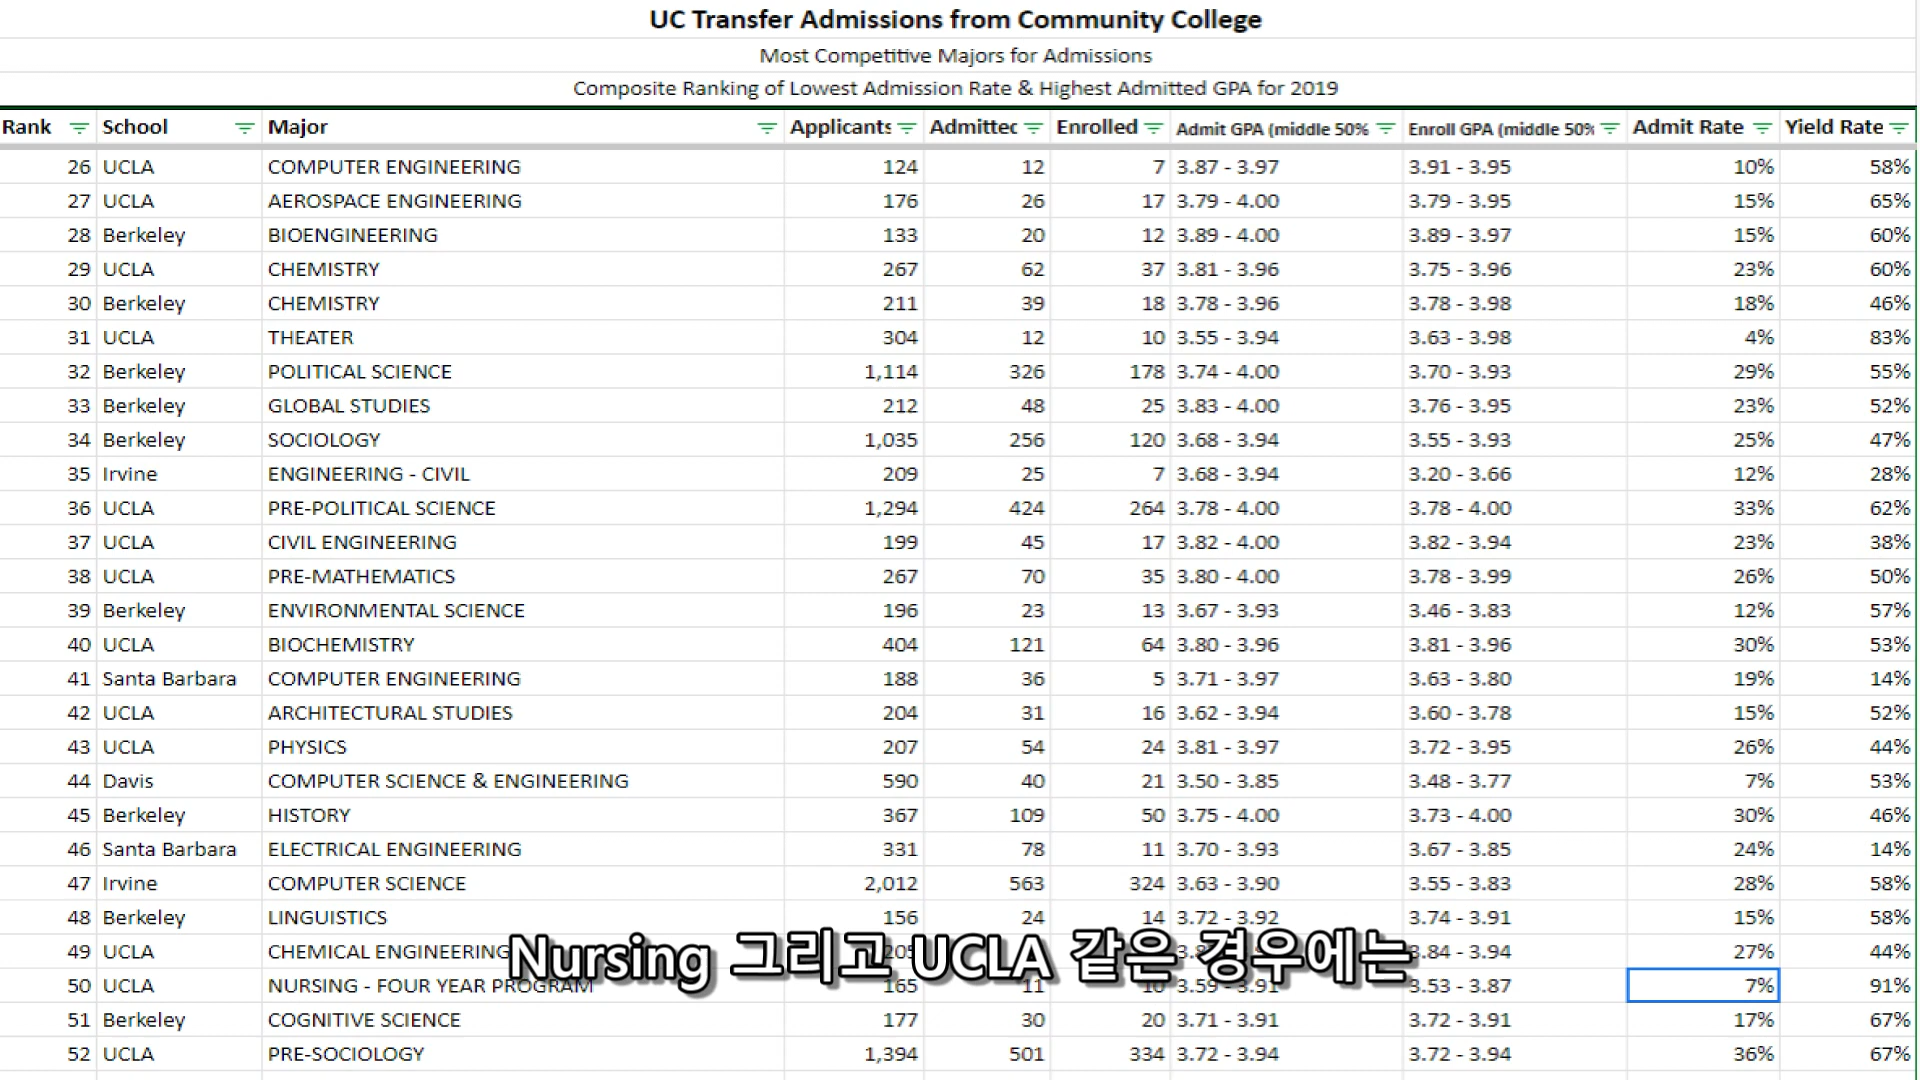 UC Transfer Admissions from Community College
Most Competitive Majors for Admissions
Composite Ranking of Lowest Admission Rate & Highest Admitted GPA for 2019
Rank School Major Applicants Admitted Enrolled Admit GPA (middle 50% Enroll GPA (middle 50% Admit Rate Yield Rate
26 UCLA COMPUTER ENGINEERING 124 12 7 3.87 - 3.97 3.91 - 3.95 10% 58%
27 UCLA AEROSPACE ENGINEERING 176 26 17 3.79 - 4.00 3.79 - 3.95 15% 65%
28 Berkeley BIOENGINEERING 133 20 12 3.89 - 4.00 3.89 - 3.97 15% 60%
29 UCLA CHEMISTRY 267 62 37 3.81 - 3.96 3.75 - 3.96 23% 60%
30 Berkeley CHEMISTRY 211 39 18 3.78 - 3.96 3.78 - 3.98 18% 46%
31 UCLA THEATER 304 12 10 3.55 - 3.94 3.63 - 3.98 4% 83%
32 Berkeley POLITICAL SCIENCE 1,114 326 178 3.74 - 4.00 3.70 - 3.93 29% 55%
33 Berkeley GLOBAL STUDIES 212 48 25 3.83 - 4.00 3.76 - 3.95 23% 52%
34 Berkeley SOCIOLOGY 1,035 256 120 3.68 - 3.94 3.55 - 3.93 25% 47%
35 Irvine ENGINEERING - CIVIL 209 25 7 3.68 - 3.94 3.20 - 3.66 12% 28%
36 UCLA PRE-POLITICAL SCIENCE 1,294 424 264 3.78 - 4.00 3.78 - 4.00 33% 62%
37 UCLA CIVIL ENGINEERING 199 45 17 3.82 - 4.00 3.82 - 3.94 23% 38%
38 UCLA PRE-MATHEMATICS 267 70 35 3.80 - 4.00 3.78 - 3.99 26% 50%
39 Berkeley ENVIRONMENTAL SCIENCE 196 23 13 3.67 - 3.93 3.46 - 3.83 12% 57%
40 UCLA BIOCHEMISTRY 404 121 64 3.80 - 3.96 3.81 - 3.96 30% 53%
41 Santa Barbara COMPUTER ENGINEERING 188 36 5 3.71 - 3.97 3.63 - 3.80 19% 14%
42 UCLA ARCHITECTURAL STUDIES 204 31 16 3.62 - 3.94 3.60 - 3.78 15% 52%
43 UCLA PHYSICS 207 54 24 3.81 - 3.97 3.72 - 3.95 26% 44%
44 Davis COMPUTER SCIENCE & ENGINEERING 590 40 21 3.50 - 3.85 3.48 - 3.77 7% 53%
45 Berkeley HISTORY 367 109 50 3.75 - 4.00 3.73 - 4.00 30% 46%
46 Santa Barbara ELECTRICAL ENGINEERING 331 78 11 3.70 - 3.93 3.67 - 3.85 24% 14%
47 Irvine COMPUTER SCIENCE 2,012 563 324 3.63 - 3.90 3.55 - 3.83 28% 58%
48 Berkeley LINGUISTICS 156 24 14 3.72 - 3.92 3.74 - 3.91 15% 58%
49 UCLA CHEMICAL ENGINEERING 205 3.84 - 3.94 27% 44%
Nursing 그리고 UCLA 같은 경우에는
50 UCLA NURSING - FOUR YEAR PROGRAM 165 11 10 3.59 - 3.91 3.53 - 3.87 7% 91%
51 Berkeley COGNITIVE SCIENCE 177 30 20 3.71 - 3.91 3.72 - 3.91 17% 67%
52 UCLA PRE-SOCIOLOGY 1,394 501 334 3.72 - 3.94 3.72 - 3.94 36% 67%